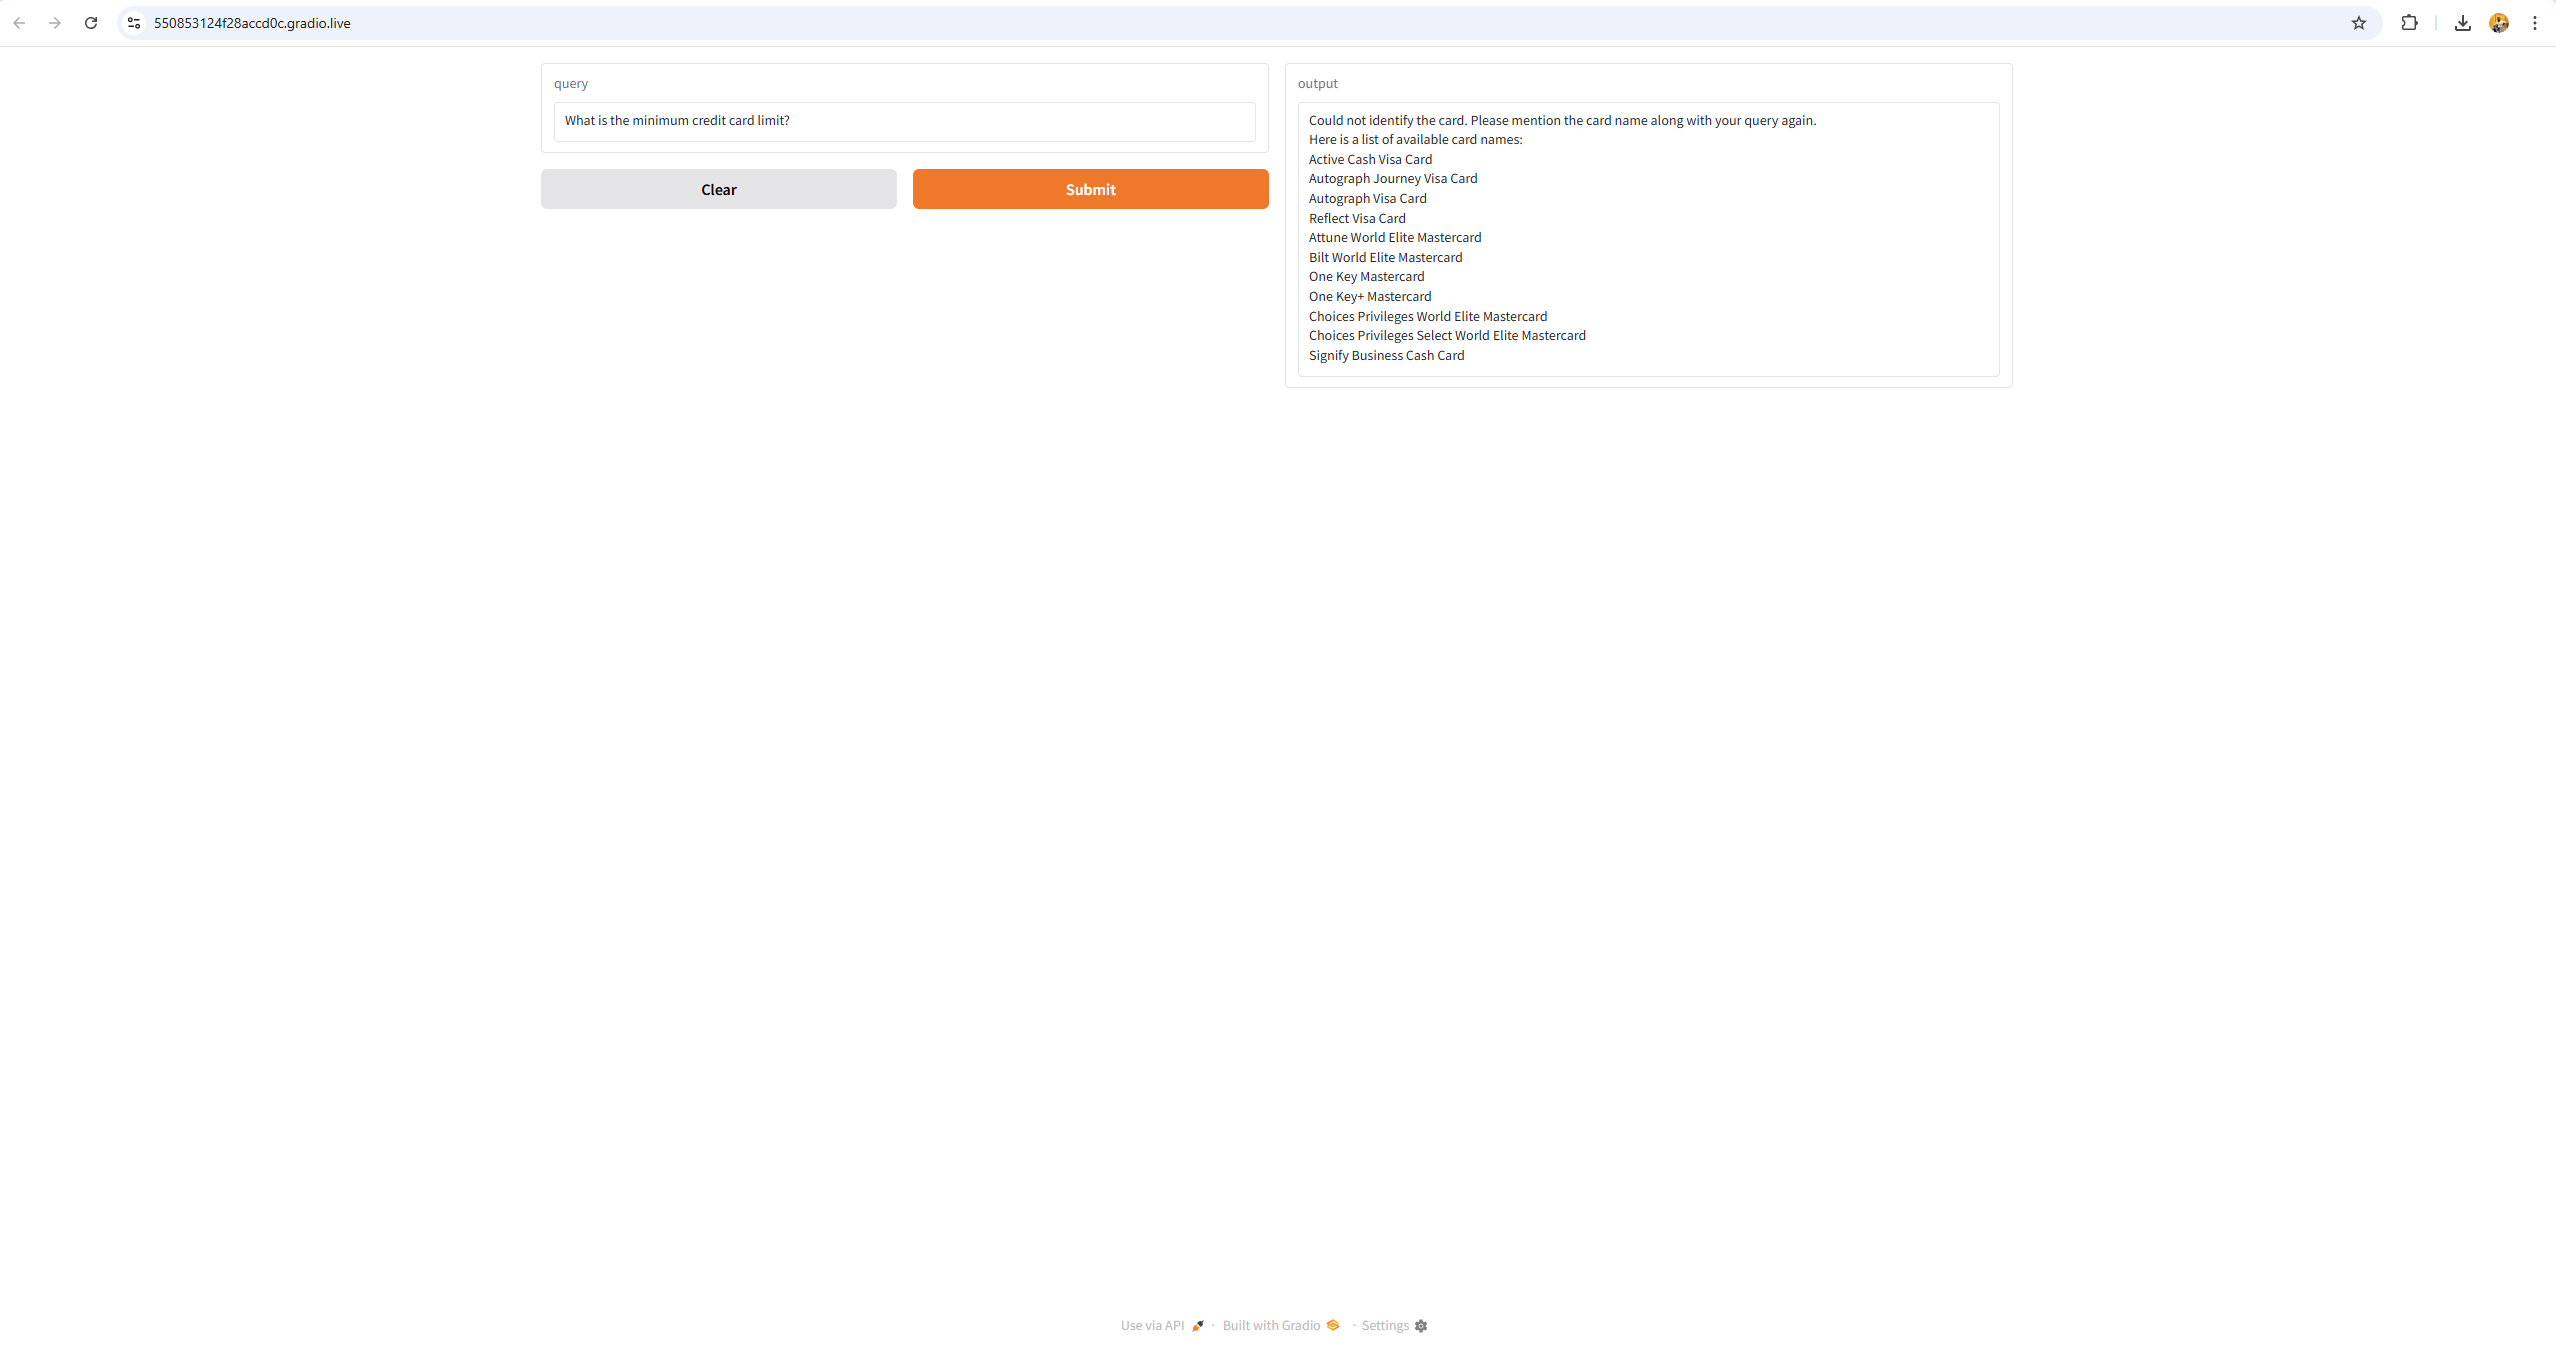 550853124f28accd0c.gradio.live
query
What is the minimum credit card limit?
Clear
Submit
output
Could not identify the card. Please mention the card name along with your query again.
Here is a list of available card names:
Active Cash Visa Card
Autograph Journey Visa Card
Autograph Visa Card
Reflect Visa Card
Attune World Elite Mastercard
Bilt World Elite Mastercard
One Key Mastercard
One Key+ Mastercard
Choices Privileges World Elite Mastercard
Choices Privileges Select World Elite Mastercard
Signify Business Cash Card
Use via API · Built with Gradio · Settings